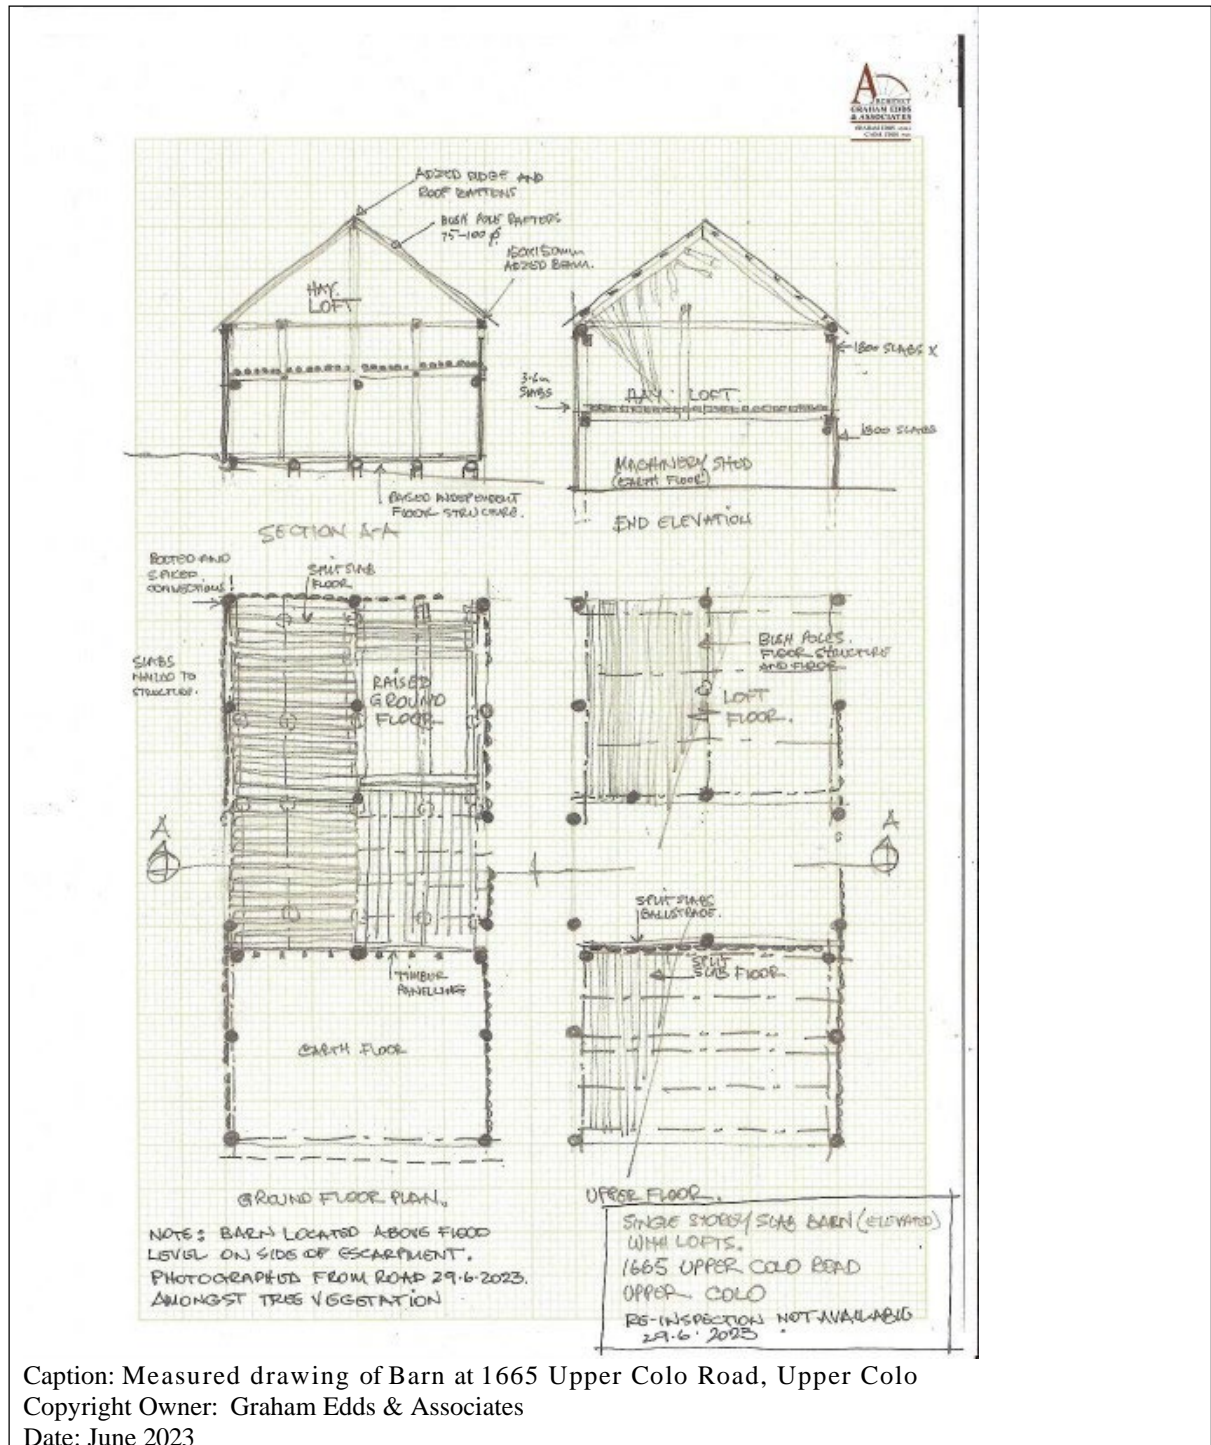 ARCHITECT
GRAHAM EDDS
& ASSOCIATES
ADZED RIDGE AND
ROOF BATTONS
BUSH POLE RAFTERS
75-100 ø
150X150mm
ADZED BEAM.
HAY
LOFT
RAISED INDEPENDENT
FLOOR STRUCTURE.
SECTION A-A
1800 SLABS X
3.6m
SLABS
HAY LOFT
1800 SLABS
MACHINERY SHED
(EARTH FLOOR)
END ELEVATION
BOLTED AND
SPIKED
CONNECTIONS
SPLIT SLAB
FLOOR
SLABS
NAILED TO
STRUCTURE.
RAISED
GROUND
FLOOR
A
TIMBER
PANELLING
EARTH FLOOR
GROUND FLOOR PLAN.
BUSH POLES.
FLOOR STRUCTURE
AND FLOOR
LOFT
FLOOR.
A
SPLIT SLABS
BALLSTRADE.
SPLIT
SLAB FLOOR
UPPER FLOOR.
NOTE: BARN LOCATED ABOVE FLOOD
LEVEL ON SIDE OF ESCARPMENT.
PHOTOGRAPHED FROM ROAD 29.6.2023.
AMONGST TREE VEGETATION
SINGLE STOREY SLAB BARN (ELEVATED)
WITH LOFTS.
1665 UPPER COLO ROAD
UPPER COLO
RE-INSPECTION NOT AVAILABLE
29.6.2023
Caption: Measured drawing of Barn at 1665 Upper Colo Road, Upper Colo
Copyright Owner: Graham Edds & Associates
Date: June 2023